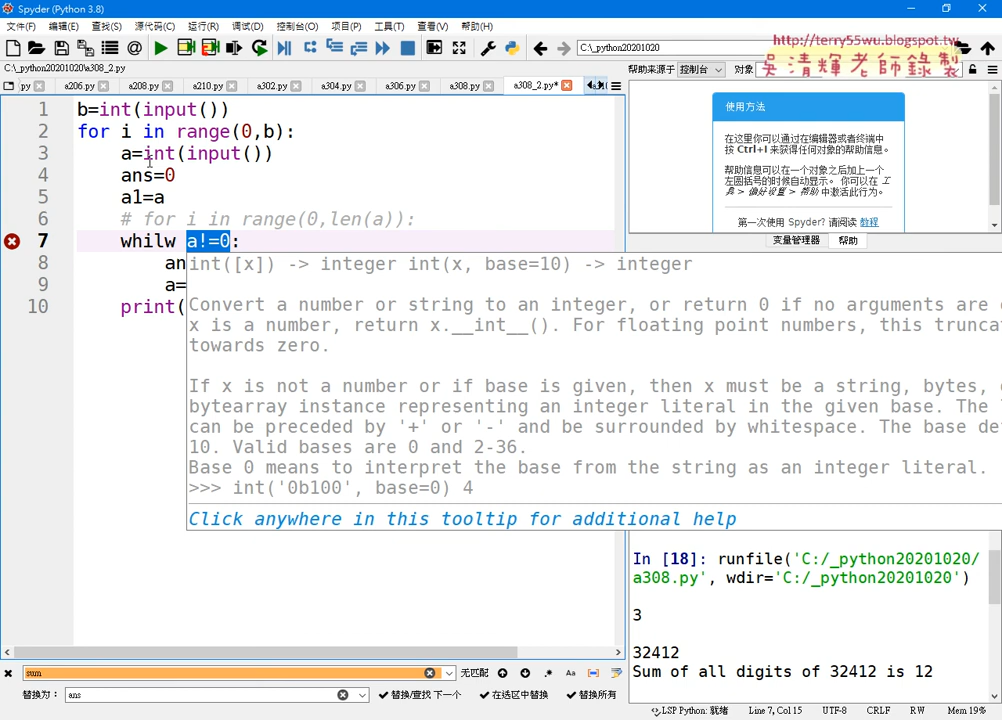 Spyder (Python 3.8)
文件(F) 编辑(E) 查找(S) 源代码(C) 运行(R) 调试(D) 控制台(O) 项目(P) 工具(T) 查看(V) 帮助(H)
C:\_python20201020
http://terry55wu.blogspot.tw
吳清輝老師錄製
C:\_python20201020\a308_2.py
帮助来源于 控制台 对象
py a206.py a208.py a210.py a302.py a304.py a306.py a308.py a308_2.py*
1 b=int(input())
2 for i in range(0,b):
3 a=int(input())
4 ans=0
5 a1=a
6 # for i in range(0,len(a)):
7 whilw a!=0:
8 an
9 a=
10 print(
int([x]) -> integer int(x, base=10) -> integer
Convert a number or string to an integer, or return 0 if no arguments are
x is a number, return x.__int__(). For floating point numbers, this trunca
towards zero.
If x is not a number or if base is given, then x must be a string, bytes,
bytearray instance representing an integer literal in the given base. The
can be preceded by '+' or '-' and be surrounded by whitespace. The base de
10. Valid bases are 0 and 2-36.
Base 0 means to interpret the base from the string as an integer literal.
>>> int('0b100', base=0) 4
Click anywhere in this tooltip for additional help
使用方法
在这里你可以通过在编辑器或者终端中
按 Ctrl+I 来获得任何对象的帮助信息。
帮助信息可以在一个对象之后加上一个
左圆括号的时候自动显示。 你可以在 工
具 > 偏好设置 > 帮助 中激活此行为。
第一次使用 Spyder? 请阅读 教程
变量管理器 帮助
In [18]: runfile('C:/_python20201020/
a308.py', wdir='C:/_python20201020')
3
32412
Sum of all digits of 32412 is 12
sum 无匹配 Aa
替换为： ans 替换/查找 下一个 在选区中替换 替换所有
LSP Python: 就绪 Line 7, Col 15 UTF-8 CRLF RW Mem 19%